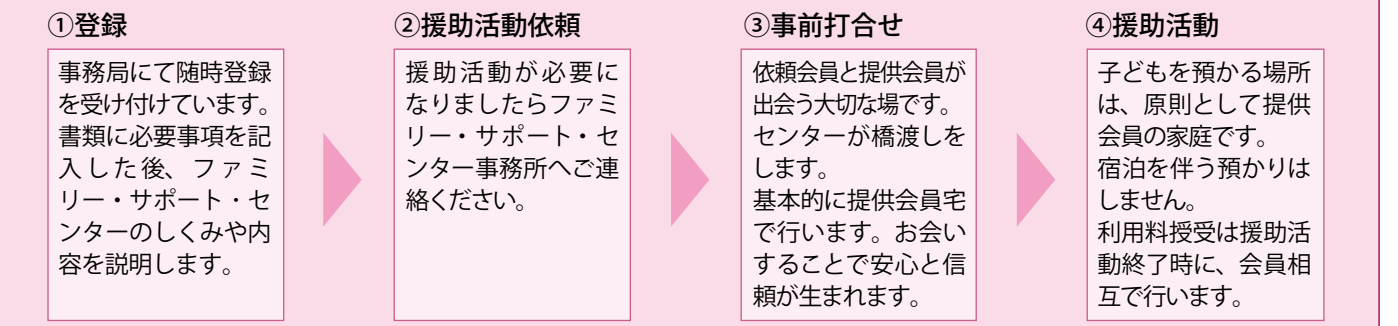 ①登録
事務局にて随時登録
を受け付けています。
書類に必要事項を記
入した後、ファミ
リー・サポート・セ
ンターのしくみや内
容を説明します。
②援助活動依頼
援助活動が必要に
なりましたらファミ
リー・サポート・セ
ンター事務所へご連
絡ください。
③事前打合せ
依頼会員と提供会員が
出会う大切な場です。
センターが橋渡しを
します。
基本的に提供会員宅
で行います。お会い
することで安心と信
頼が生まれます。
④援助活動
子どもを預かる場所
は、原則として提供
会員の家庭です。
宿泊を伴う預かりは
しません。
利用料授受は援助活
動終了時に、会員相
互で行います。